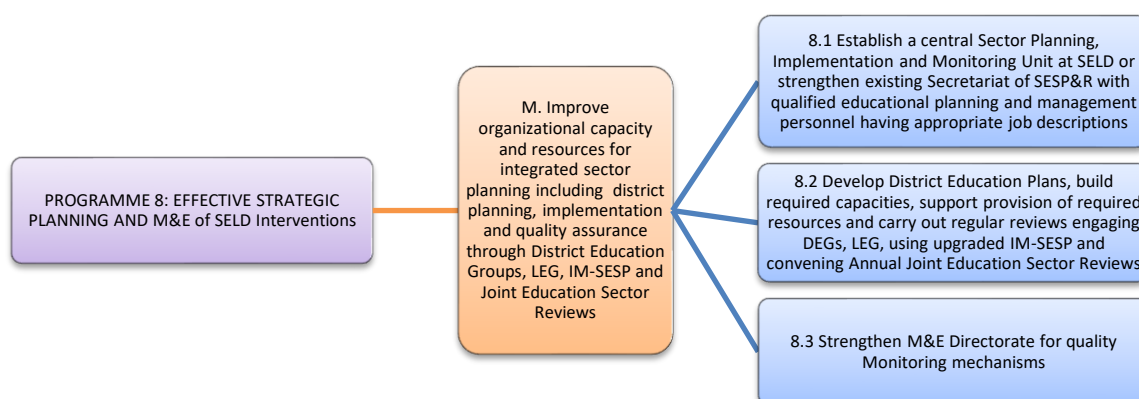 PROGRAMME 8: EFFECTIVE STRATEGIC
PLANNING AND M&E of SELD Interventions
M. Improve
organizational capacity
and resources for
integrated sector
planning including district
planning, implementation
and quality assurance
through District Education
Groups, LEG, IM-SESP and
Joint Education Sector
Reviews
8.1 Establish a central Sector Planning,
Implementation and Monitoring Unit at SELD or
strengthen existing Secretariat of SESP&R with
qualified educational planning and management
personnel having appropriate job descriptions
8.2 Develop District Education Plans, build
required capacities, support provision of required
resources and carry out regular reviews engaging
DEGs, LEG, using upgraded IM-SESP and
convening Annual Joint Education Sector Reviews
8.3 Strengthen M&E Directorate for quality
Monitoring mechanisms